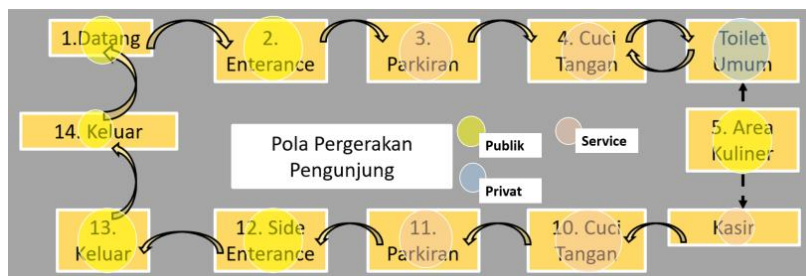 1.Datang
2.
Enterance
3.
Parkiran
4. Cuci
Tangan
Toilet
Umum
14. Keluar
Pola Pergerakan
Pengunjung
Publik
Service
Privat
5. Area
Kuliner
13.
Keluar
12. Side
Enterance
11.
Parkiran
10. Cuci
Tangan
Kasir